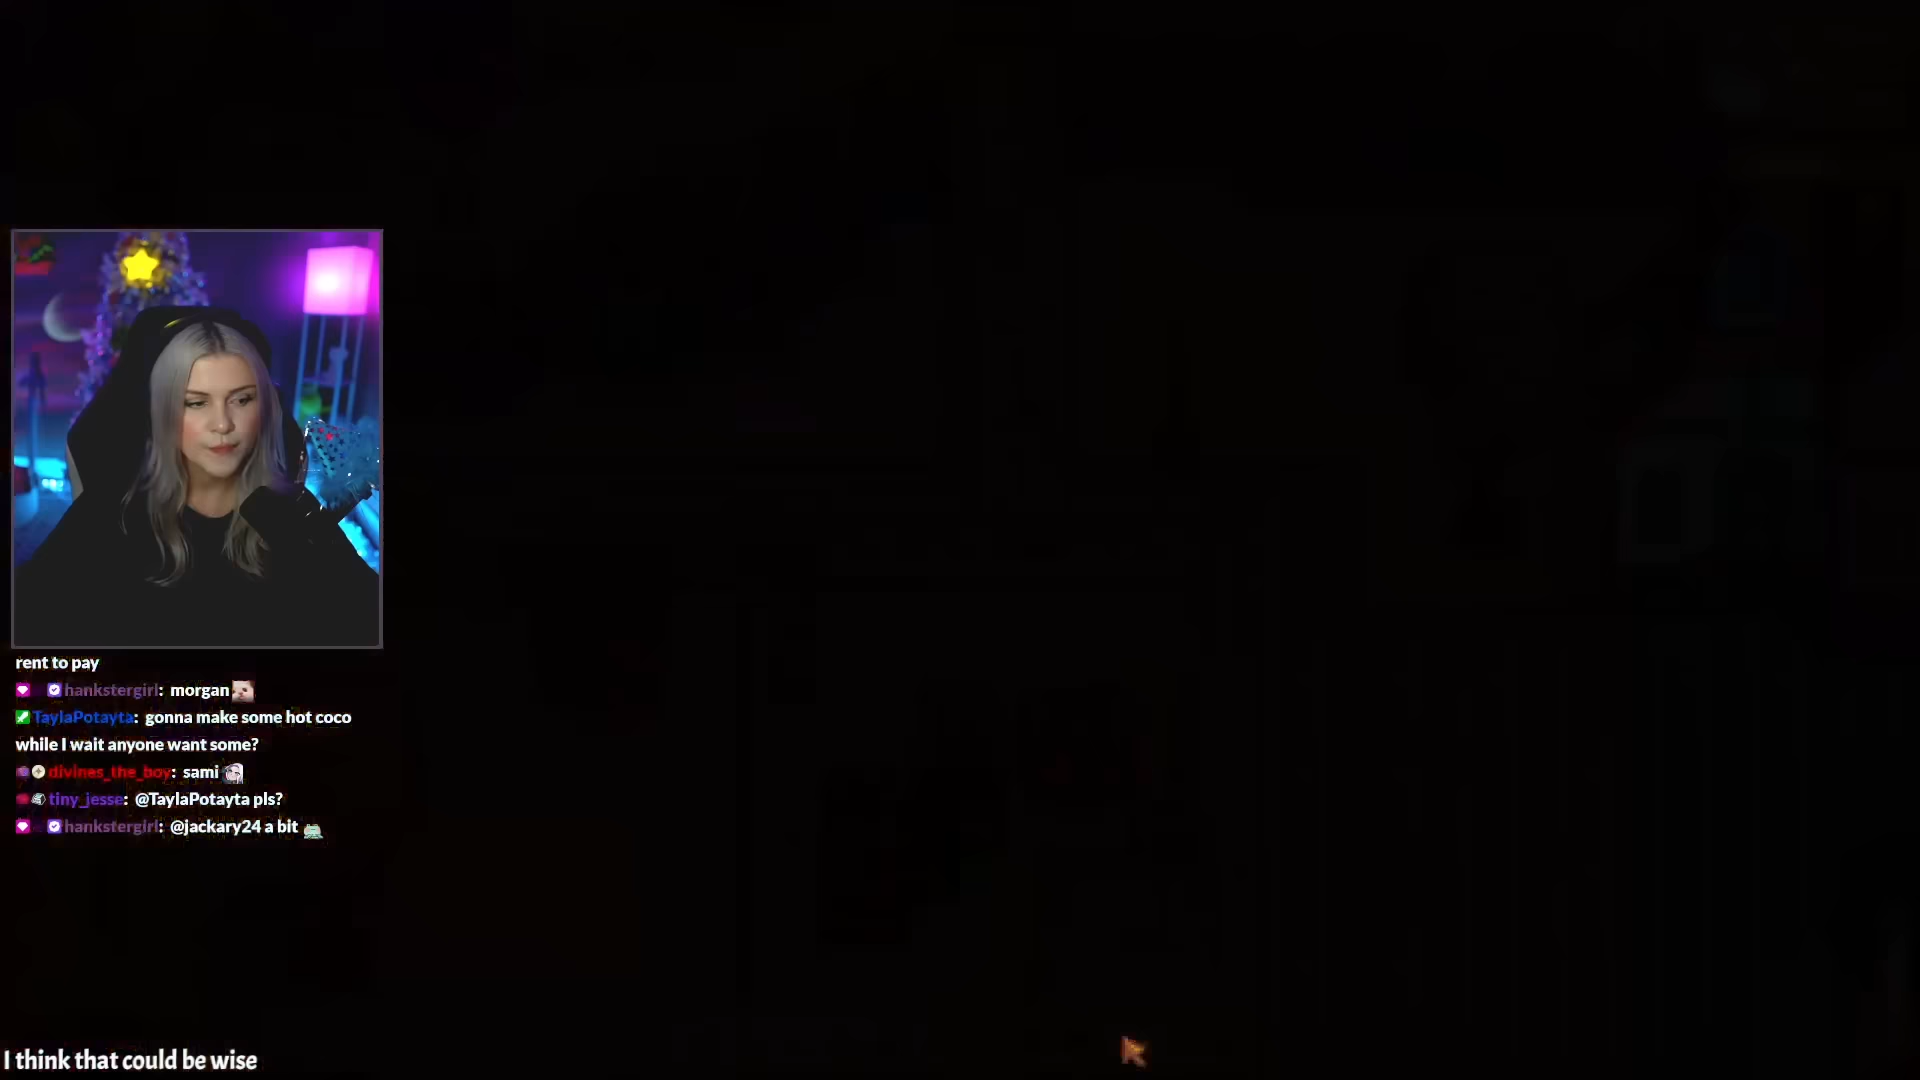 rent to pay
hankstergirl: morgan
TaylaPotayta: gonna make some hot coco
while I wait anyone want some?
divines_the_boy: sami
tiny_jesse: @TaylaPotayta pls?
hankstergirl: @jackary24 a bit
I think that could be wise